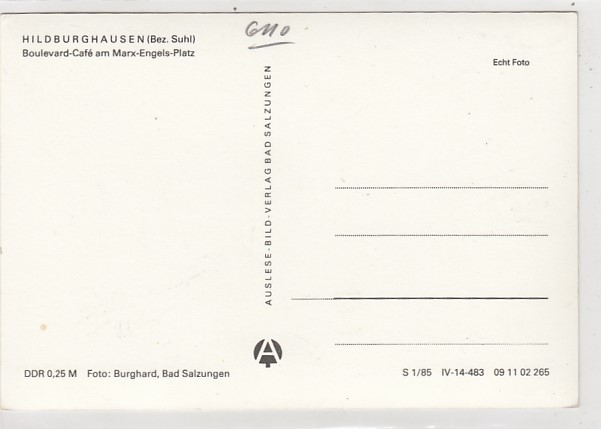 HILDBURGHAUSEN (Bez. Suhl)
Boulevard-Café am Marx-Engels-Platz
6110
Echt Foto
AUSLESE-BILD-VERLAG BAD SALZUNGEN
A
DDR 0,25 M Foto: Burghard, Bad Salzungen
S 1/85 IV-14-483 09 11 02 265